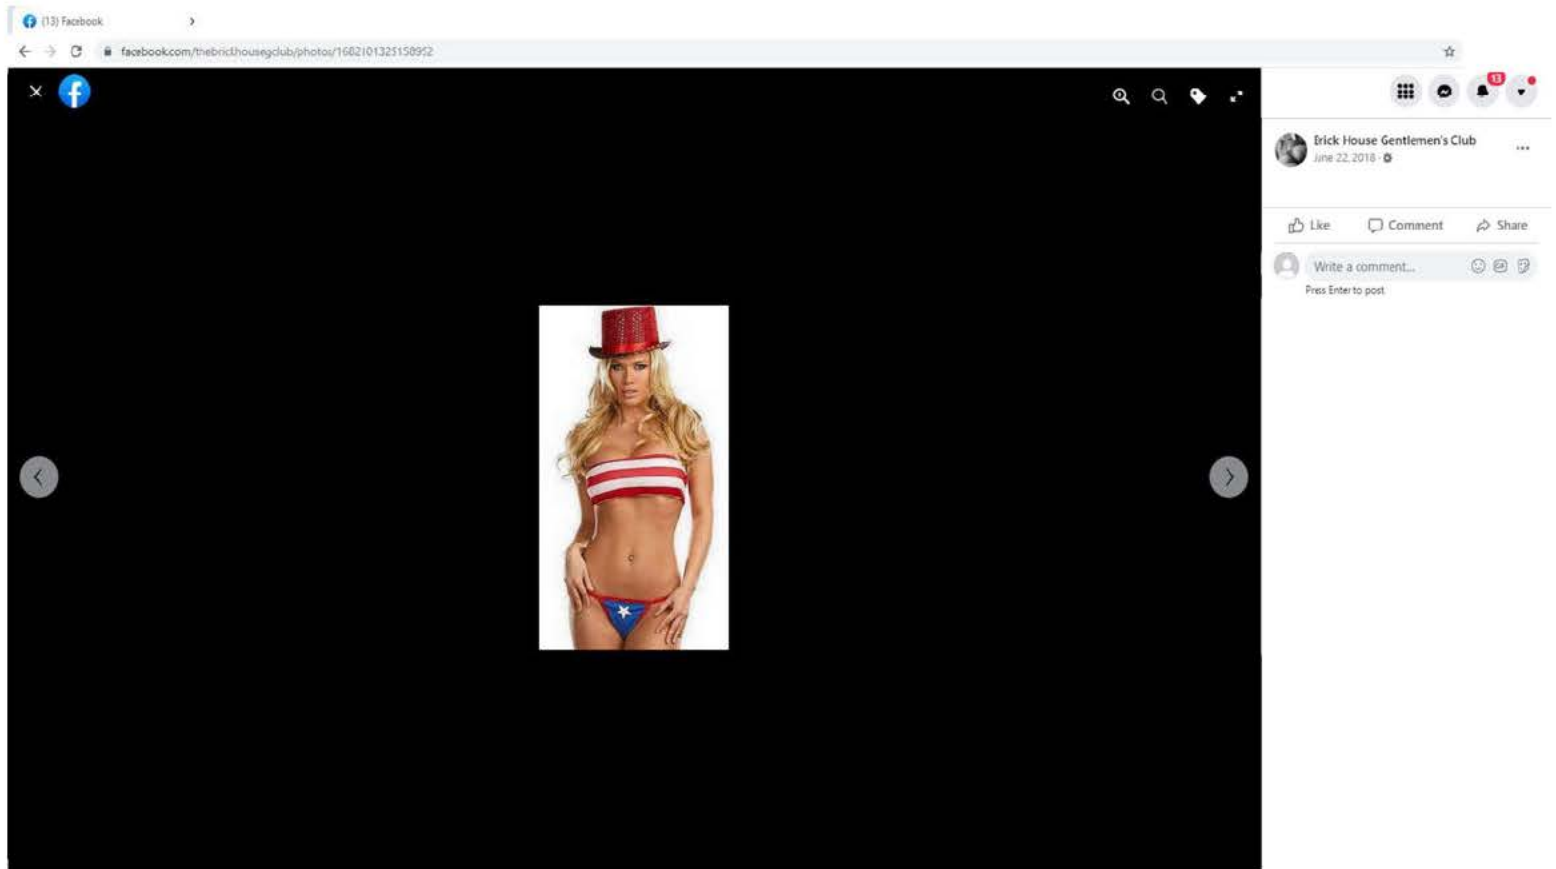 (13) Facebook
facebook.com/thebrickhousegclub/photos/1682101325158952
13
Brick House Gentlemen's Club
June 22, 2018
Like Comment Share
Write a comment...
Press Enter to post